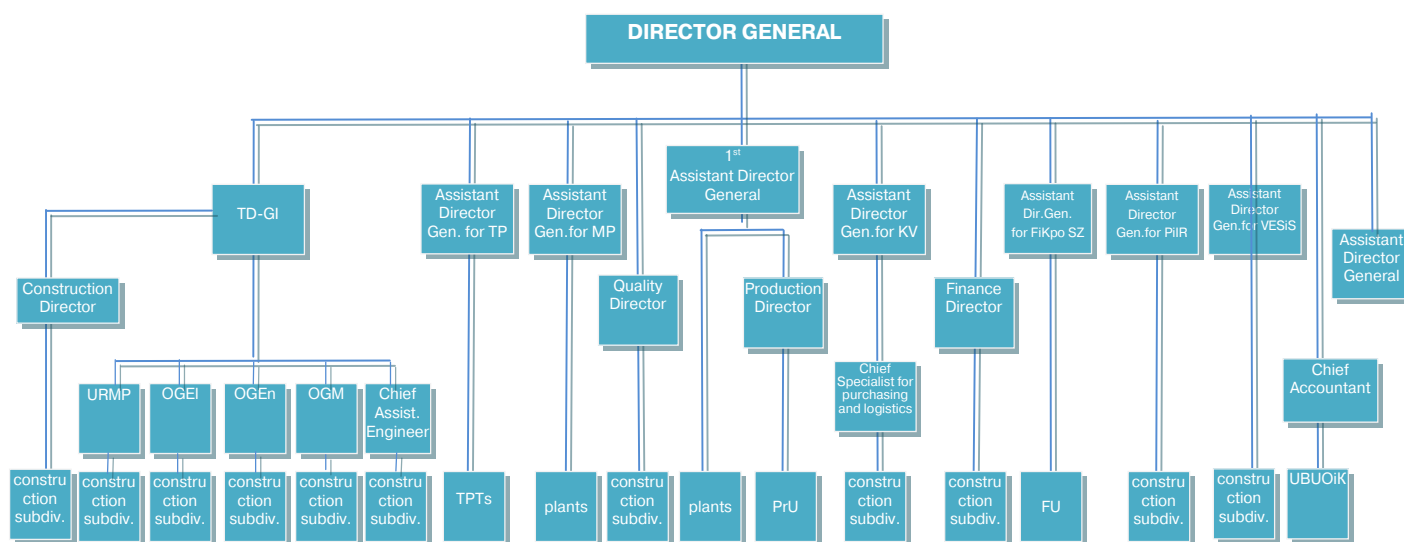 DIRECTOR GENERAL
1st
Assistant Director
General
TD-GI
Assistant
Director
Gen. for TP
Assistant
Director
Gen.for MP
Assistant
Director
Gen.for KV
Assistant
Dir.Gen.
for FiKpo SZ
Assistant
Director
Gen.for PiIR
Assistant
Director
Gen.for VESiS
Assistant
Director
General
Construction
Director
Quality
Director
Production
Director
Finance
Director
Chief
Specialist for
purchasing
and logistics
Chief
Accountant
URMP
OGEl
OGEn
OGM
Chief
Assist.
Engineer
constru
ction
subdiv.
constru
ction
subdiv.
constru
ction
subdiv.
constru
ction
subdiv.
constru
ction
subdiv.
constru
ction
subdiv.
TPTs
plants
constru
ction
subdiv.
plants
PrU
constru
ction
subdiv.
constru
ction
subdiv.
FU
constru
ction
subdiv.
constru
ction
subdiv.
UBUOiK